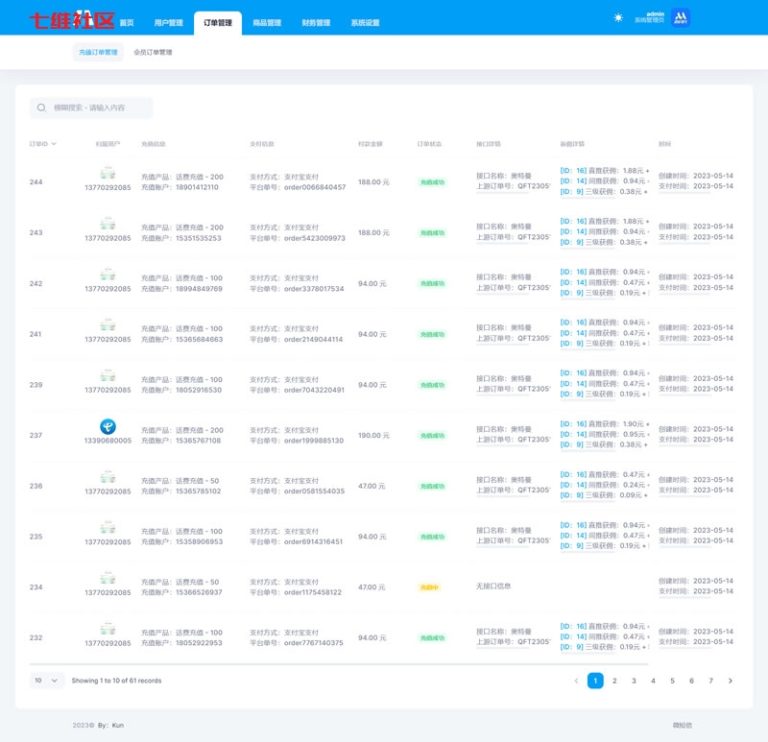 七维社区
首页 用户管理 订单管理 商品管理 财务管理 系统设置
admin
系统管理员
充值订单管理 会员订单管理
模糊搜索 - 请输入内容
订单ID 归属用户 充值信息 支付信息 付款金额 订单状态 接口详情 佣金详情 时间
244 13770292085 充值产品：话费充值 - 200 支付方式：支付宝支付 188.00 元 充值成功 接口名称：奥特曼 [ID：16] 直推获佣：1.88元 + 创建时间：2023-05-14
充值账户：18901412110 平台单号：order0066840457 上游订单号：QFT2305 [ID：14] 间推获佣：0.94元 + 支付时间：2023-05-14
[ID：9] 三级获佣：0.38元 +
243 13770292085 充值产品：话费充值 - 200 支付方式：支付宝支付 188.00 元 充值成功 接口名称：奥特曼 [ID：16] 直推获佣：1.88元 + 创建时间：2023-05-14
充值账户：15351535253 平台单号：order5423009973 上游订单号：QFT2305 [ID：14] 间推获佣：0.94元 + 支付时间：2023-05-14
[ID：9] 三级获佣：0.38元 +
242 13770292085 充值产品：话费充值 - 100 支付方式：支付宝支付 94.00 元 充值成功 接口名称：奥特曼 [ID：16] 直推获佣：0.94元 创建时间：2023-05-14
充值账户：18994849769 平台单号：order3378017534 上游订单号：QFT2305 [ID：14] 间推获佣：0.47元 + 支付时间：2023-05-14
[ID：9] 三级获佣：0.19元 +
241 13770292085 充值产品：话费充值 - 100 支付方式：支付宝支付 94.00 元 充值成功 接口名称：奥特曼 [ID：16] 直推获佣：0.94元 创建时间：2023-05-14
充值账户：15365684663 平台单号：order2149044114 上游订单号：QFT2305 [ID：14] 间推获佣：0.47元 + 支付时间：2023-05-14
[ID：9] 三级获佣：0.19元 +
239 13770292085 充值产品：话费充值 - 100 支付方式：支付宝支付 94.00 元 充值成功 接口名称：奥特曼 [ID：16] 直推获佣：0.94元 创建时间：2023-05-14
充值账户：18052916530 平台单号：order7043220491 上游订单号：QFT2305 [ID：14] 间推获佣：0.47元 + 支付时间：2023-05-14
[ID：9] 三级获佣：0.19元 +
237 13390680005 充值产品：话费充值 - 200 支付方式：支付宝支付 190.00 元 充值成功 接口名称：奥特曼 [ID：16] 直推获佣：1.90元 + 创建时间：2023-05-14
充值账户：15365767108 平台单号：order1999885130 上游订单号：QFT2305 [ID：14] 间推获佣：0.95元 + 支付时间：2023-05-14
[ID：9] 三级获佣：0.38元 +
236 13770292085 充值产品：话费充值 - 50 支付方式：支付宝支付 47.00 元 充值成功 接口名称：奥特曼 [ID：16] 直推获佣：0.47元 + 创建时间：2023-05-14
充值账户：15365785102 平台单号：order0581554035 上游订单号：QFT2305 [ID：14] 间推获佣：0.24元 + 支付时间：2023-05-14
[ID：9] 三级获佣：0.09元 +
235 13770292085 充值产品：话费充值 - 100 支付方式：支付宝支付 94.00 元 充值成功 接口名称：奥特曼 [ID：16] 直推获佣：0.94元 创建时间：2023-05-14
充值账户：15358906953 平台单号：order6914316451 上游订单号：QFT2305 [ID：14] 间推获佣：0.47元 + 支付时间：2023-05-14
[ID：9] 三级获佣：0.19元 +
234 13770292085 充值产品：话费充值 - 50 支付方式：支付宝支付 47.00 元 充值中 无接口信息 创建时间：2023-05-14
充值账户：15366526937 平台单号：order1175458122 支付时间：2023-05-14
232 13770292085 充值产品：话费充值 - 100 支付方式：支付宝支付 94.00 元 充值成功 接口名称：奥特曼 [ID：16] 直推获佣：0.94元 + 创建时间：2023-05-14
充值账户：18052922953 平台单号：order7767140375 上游订单号：QFT2305 [ID：14] 间推获佣：0.47元 + 支付时间：2023-05-14
[ID：9] 三级获佣：0.19元 +
10 Showing 1 to 10 of 61 records 1 2 3 4 5 6 7
2023© By：Kun